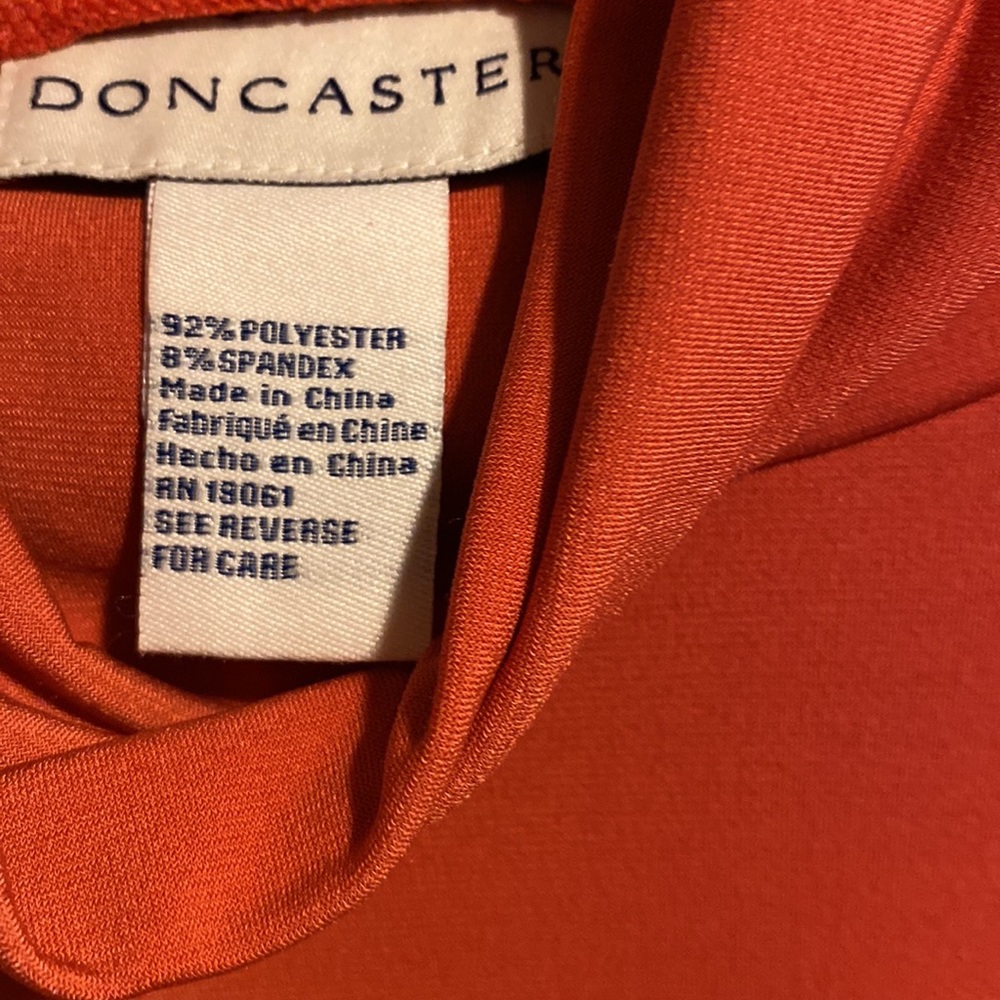 DONCASTER
92% POLYESTER
8% SPANDEX
Made in China
Fabriqué en Chine
Hecho en China
RN 19061
SEE REVERSE
FOR CARE